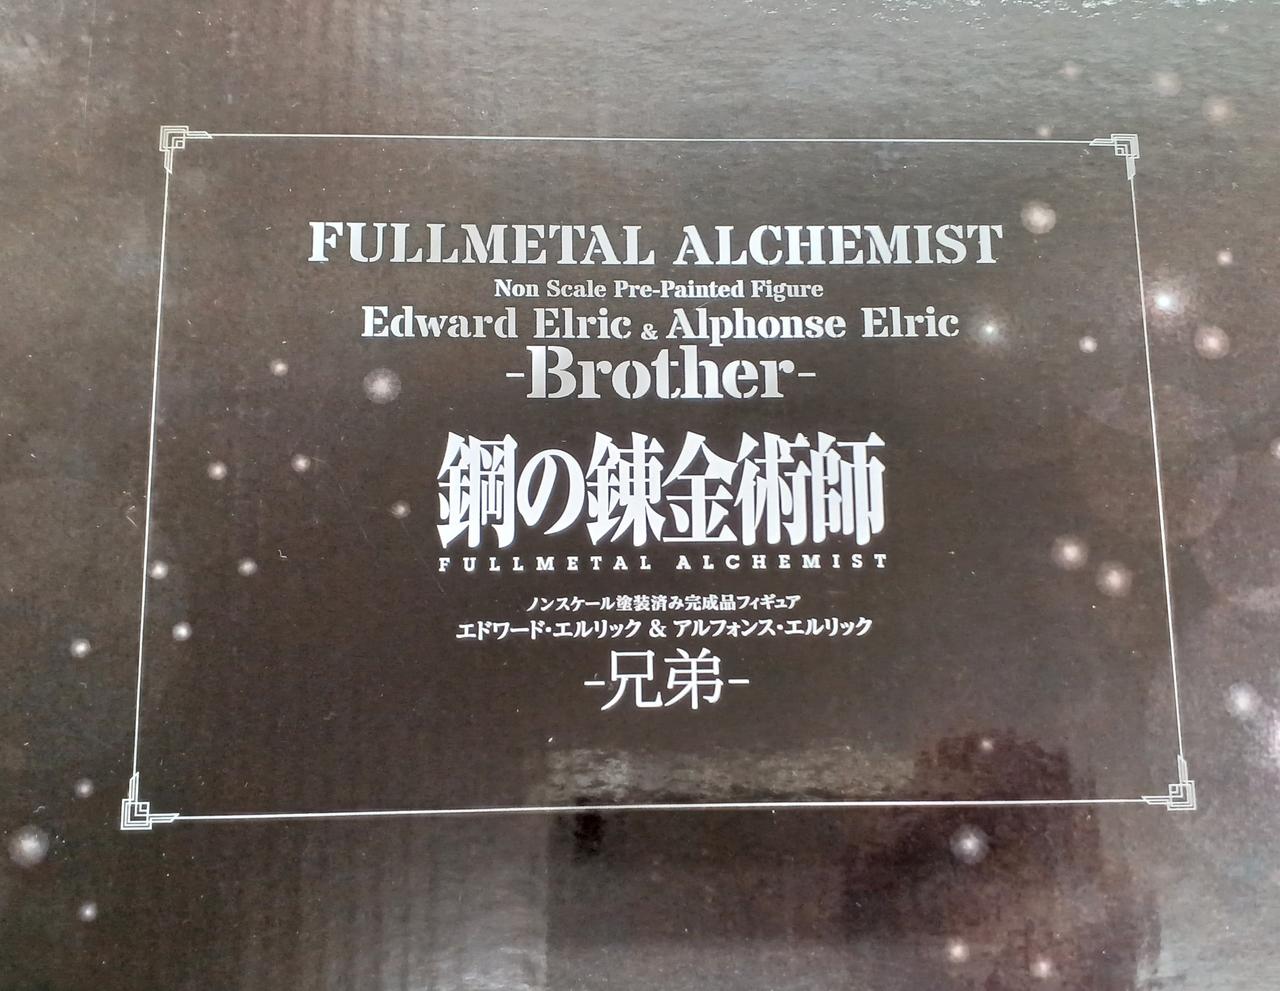 FULLMETAL ALCHEMIST
Non Scale Pre-Painted Figure
Edward Elric & Alphonse Elric
-Brother-
鋼の錬金術師
FULLMETAL ALCHEMIST
ノンスケール塗装済み完成品フィギュア
エドワード・エルリック & アルフォンス・エルリック
-兄弟-